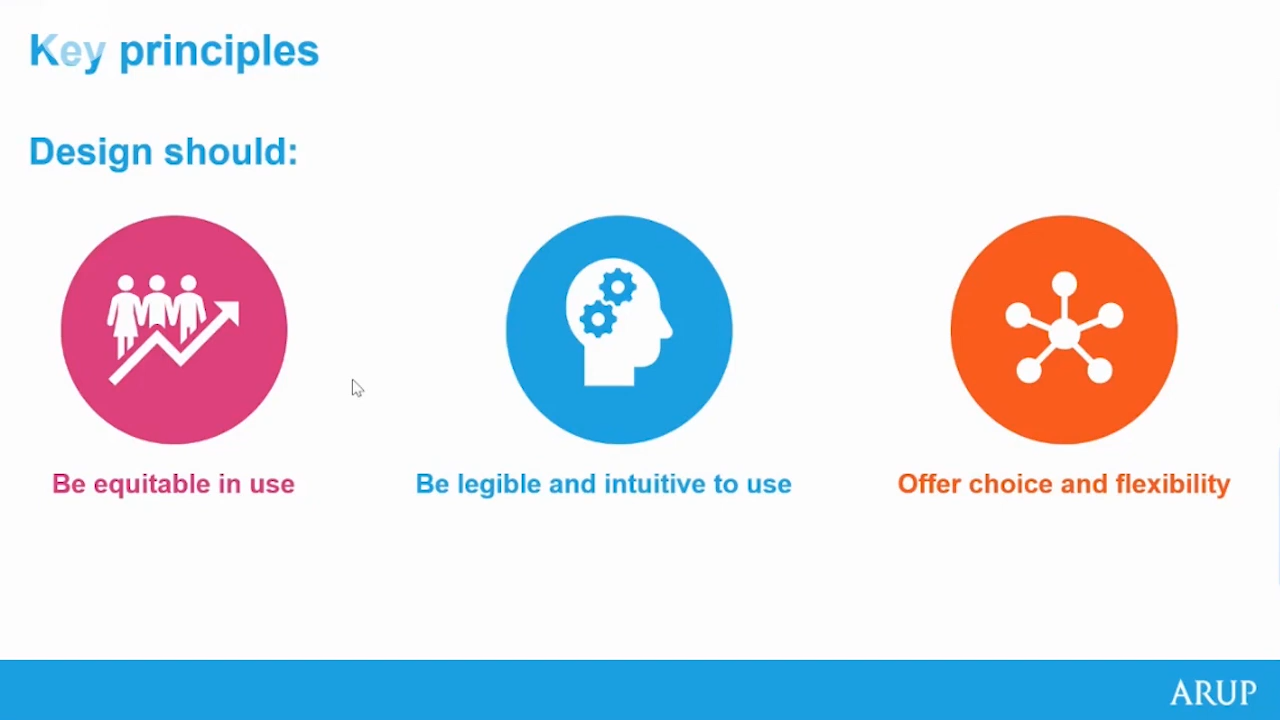 Key principles
Design should:
Be equitable in use
Be legible and intuitive to use
Offer choice and flexibility
ARUP